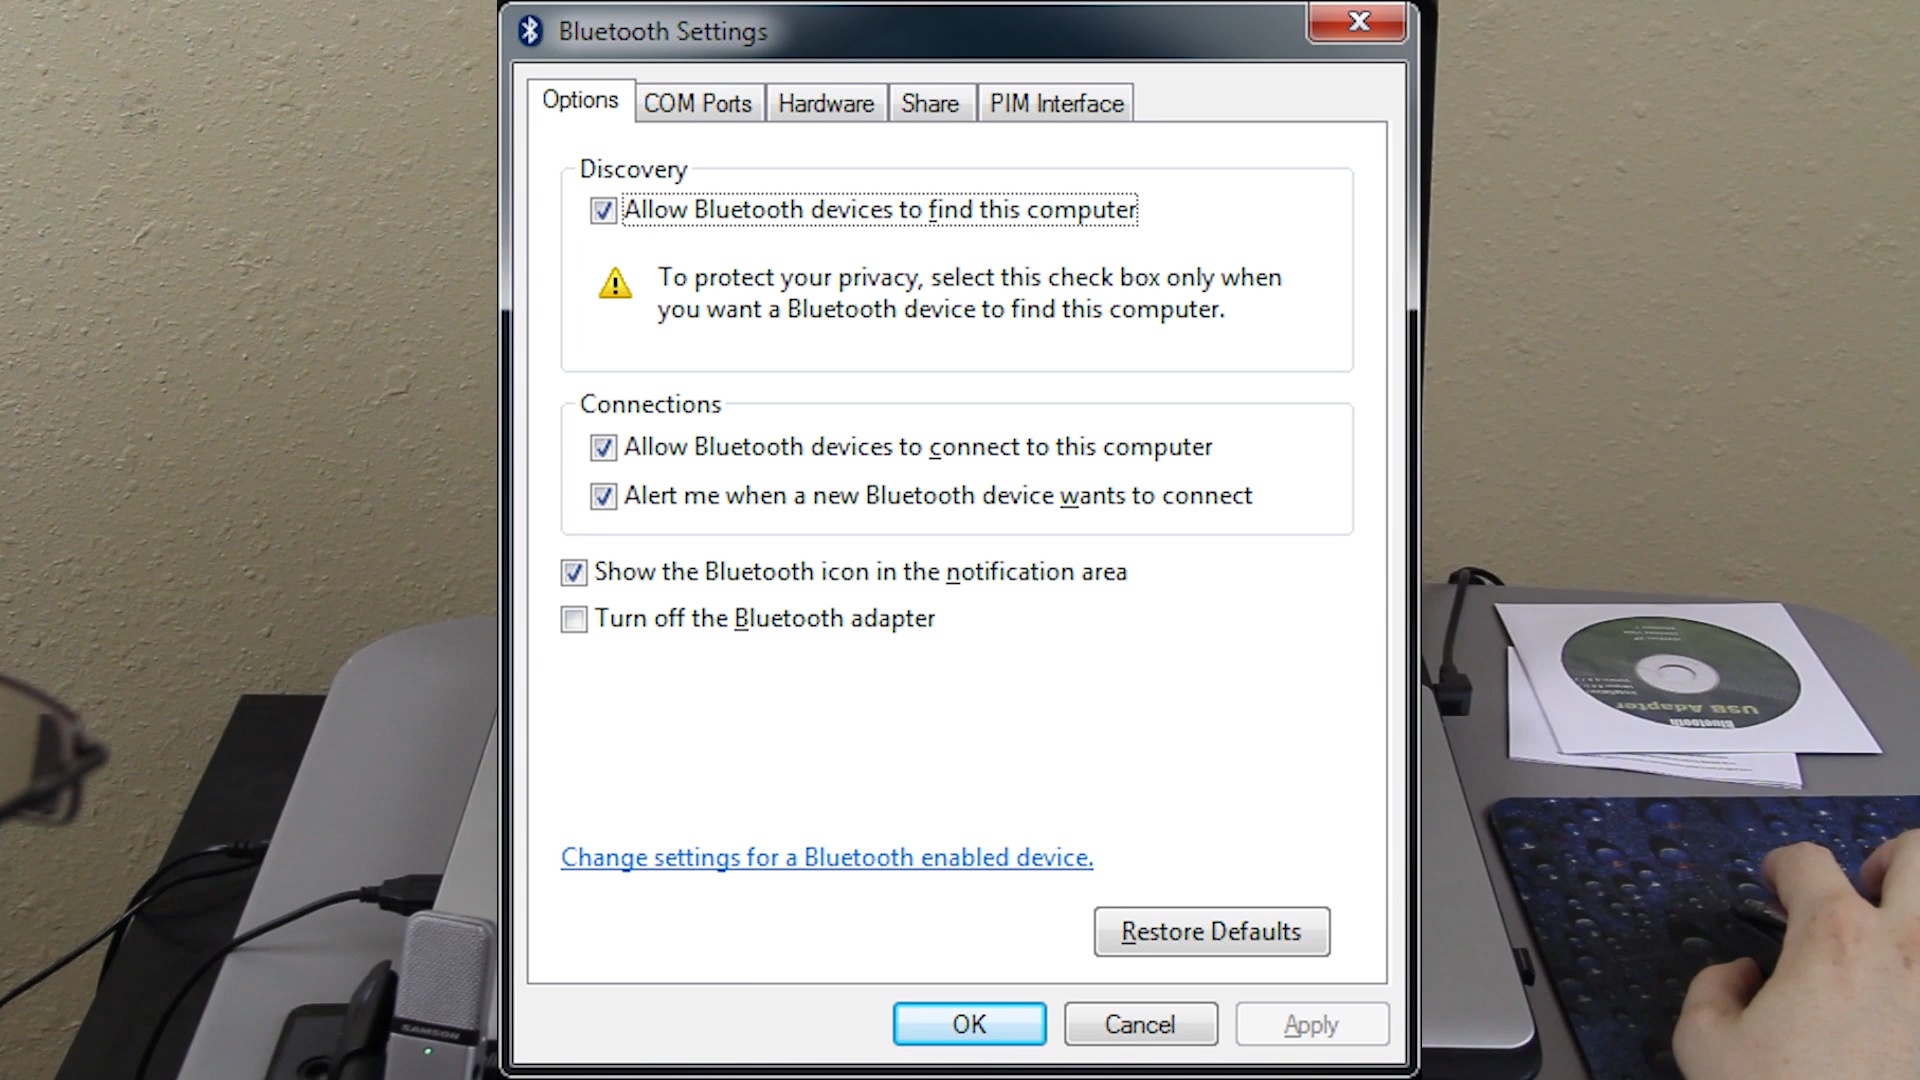 Bluetooth Settings
Options
COM Ports
Hardware
Share
PIM Interface
Discovery
Allow Bluetooth devices to find this computer
To protect your privacy, select this check box only when
you want a Bluetooth device to find this computer.
Connections
Allow Bluetooth devices to connect to this computer
Alert me when a new Bluetooth device wants to connect
Show the Bluetooth icon in the notification area
Turn off the Bluetooth adapter
Change settings for a Bluetooth enabled device.
Restore Defaults
OK
Cancel
Apply
SAMSON
Bluetooth
USB Adapter